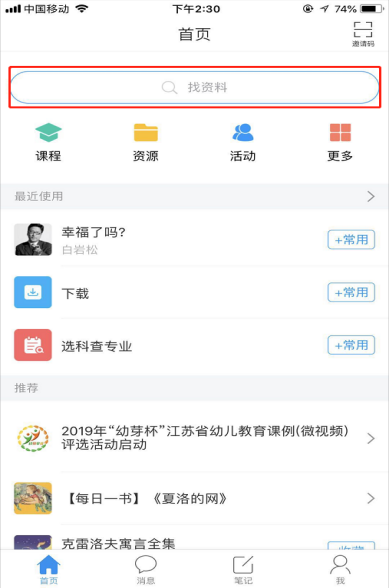 中国移动 下午2:30 74%
首页
邀请码
找资料
课程 资源 活动 更多
最近使用
幸福了吗?
白岩松
+常用
下载
+常用
选科查专业
+常用
推荐
2019年“幼芽杯”江苏省幼儿教育课例(微视频)
评选活动启动
【每日一书】《夏洛的网》
克雷洛夫寓言全集
收藏
首页 消息 笔记 我